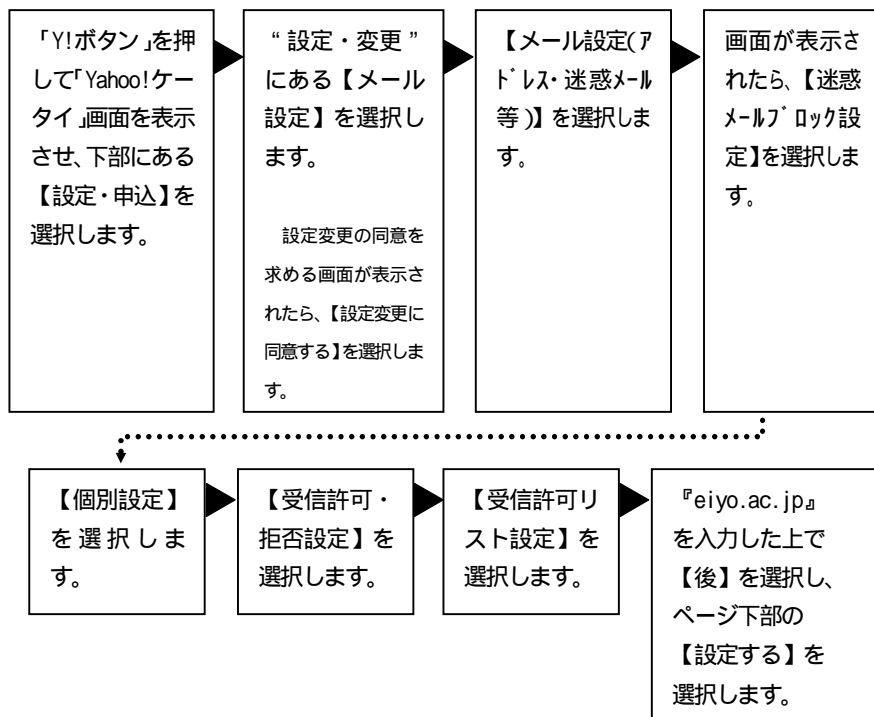 「Y!ボタン」を押
して「Yahoo!ケー
タイ」画面を表示
させ、下部にある
【設定・申込】を
選択します。
“設定・変更”
にある【メール
設定】を選択し
ます。
設定変更の同意を
求める画面が表示さ
れたら、【設定変更に
同意する】を選択しま
す。
【メール設定(ア
ドレス・迷惑メール
等)】を選択しま
す。
画面が表示さ
れたら、【迷惑
メールブロック設
定】を選択しま
す。
【個別設定】
を選択しま
す。
【受信許可・
拒否設定】を
選択します。
【受信許可リ
スト設定】を
選択します。
『eiyo.ac.jp』
を入力した上で
【後】を選択し、
ページ下部の
【設定する】を
選択します。